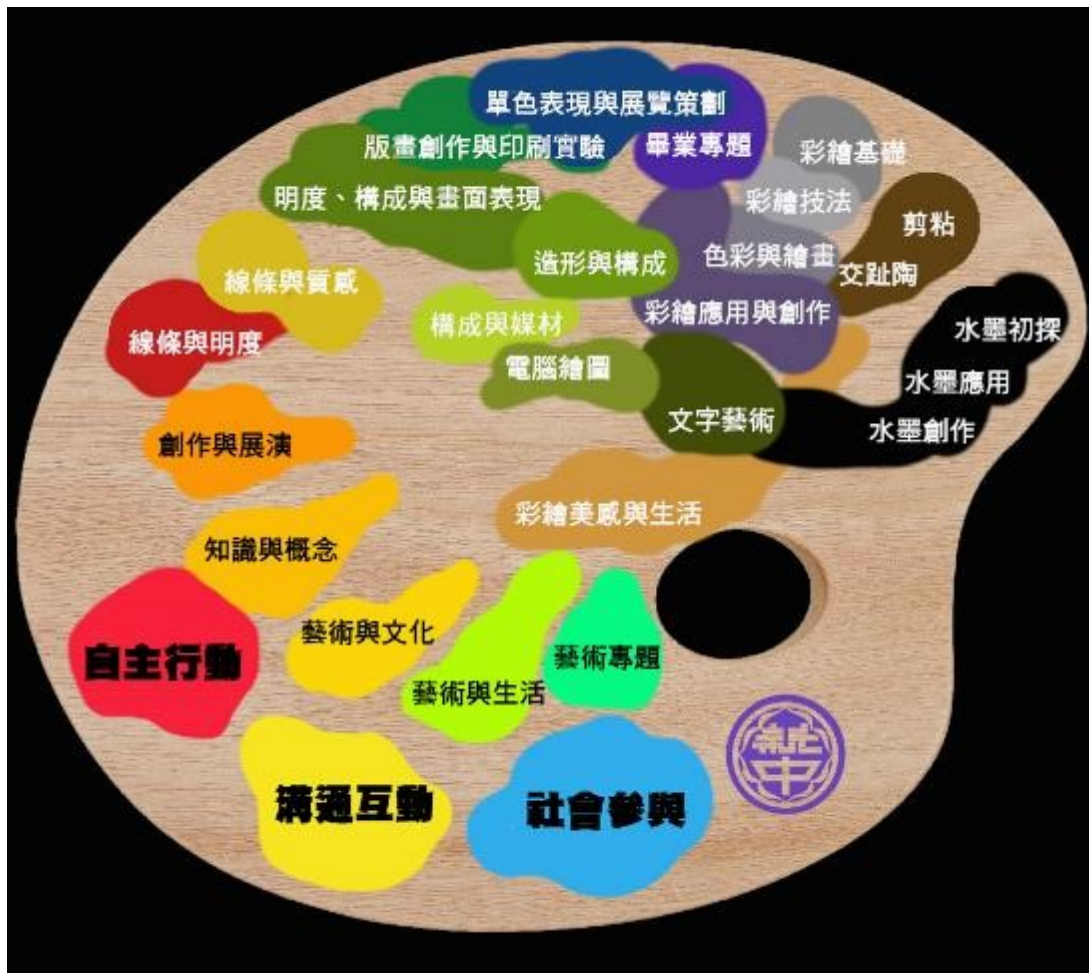 單色表現與展覽策劃
版畫創作與印刷實驗
畢業專題
彩繪基礎
明度、構成與畫面表現
彩繪技法
剪粘
線條與質感
造形與構成
色彩與繪畫
交趾陶
線條與明度
構成與媒材
彩繪應用與創作
水墨初探
電腦繪圖
水墨應用
文字藝術
水墨創作
創作與展演
彩繪美感與生活
知識與概念
藝術與文化
藝術專題
自主行動
藝術與生活
溝通互動
社會參與